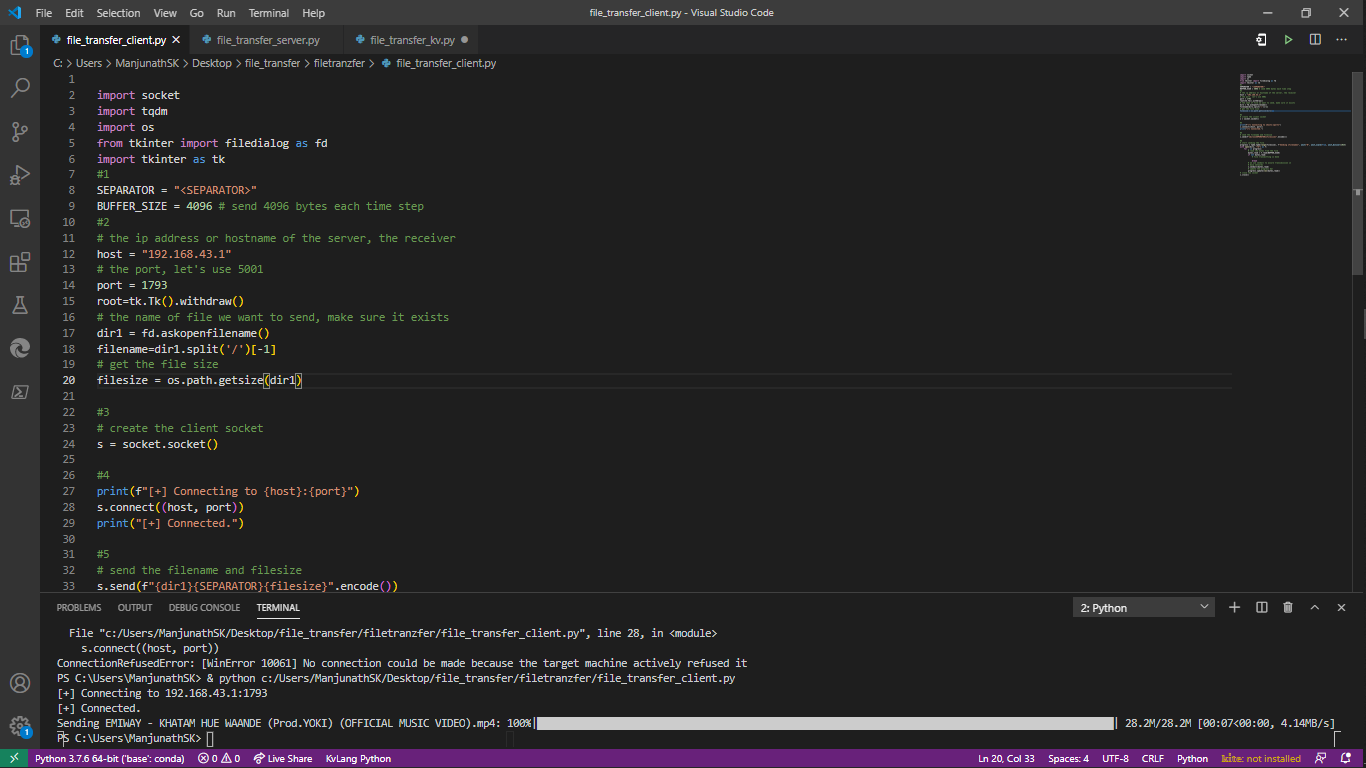 File Edit Selection View Go Run Terminal Help
file_transfer_client.py - Visual Studio Code
file_transfer_client.py
file_transfer_server.py
file_transfer_kv.py
C: > Users > ManjunathSK > Desktop > file_transfer > filetranzfer > file_transfer_client.py
1
2 import socket
3 import tqdm
4 import os
5 from tkinter import filedialog as fd
6 import tkinter as tk
7 #1
8 SEPARATOR = "<SEPARATOR>"
9 BUFFER_SIZE = 4096 # send 4096 bytes each time step
10 #2
11 # the ip address or hostname of the server, the receiver
12 host = "192.168.43.1"
13 # the port, let's use 5001
14 port = 1793
15 root=tk.Tk().withdraw()
16 # the name of file we want to send, make sure it exists
17 dir1 = fd.askopenfilename()
18 filename=dir1.split('/')[-1]
19 # get the file size
20 filesize = os.path.getsize(dir1)
21
22 #3
23 # create the client socket
24 s = socket.socket()
25
26 #4
27 print(f"[+] Connecting to {host}:{port}")
28 s.connect((host, port))
29 print("[+] Connected.")
30
31 #5
32 # send the filename and filesize
33 s.send(f"{dir1}{SEPARATOR}{filesize}".encode())
PROBLEMS OUTPUT DEBUG CONSOLE TERMINAL
2: Python
File "c:/Users/ManjunathSK/Desktop/file_transfer/filetranzfer/file_transfer_client.py", line 28, in <module>
s.connect((host, port))
ConnectionRefusedError: [WinError 10061] No connection could be made because the target machine actively refused it
PS C:\Users\ManjunathSK> & python c:/Users/ManjunathSK/Desktop/file_transfer/filetranzfer/file_transfer_client.py
[+] Connecting to 192.168.43.1:1793
[+] Connected.
Sending EMIWAY - KHATAM HUE WAANDE (Prod.YOKI) (OFFICIAL MUSIC VIDEO).mp4: 100%| | 28.2M/28.2M [00:07<00:00, 4.14MB/s]
PS C:\Users\ManjunathSK>
1
1
Python 3.7.6 64-bit ('base': conda) 0 0 Live Share KvLang Python
Ln 20, Col 33 Spaces: 4 UTF-8 CRLF Python kite: not installed